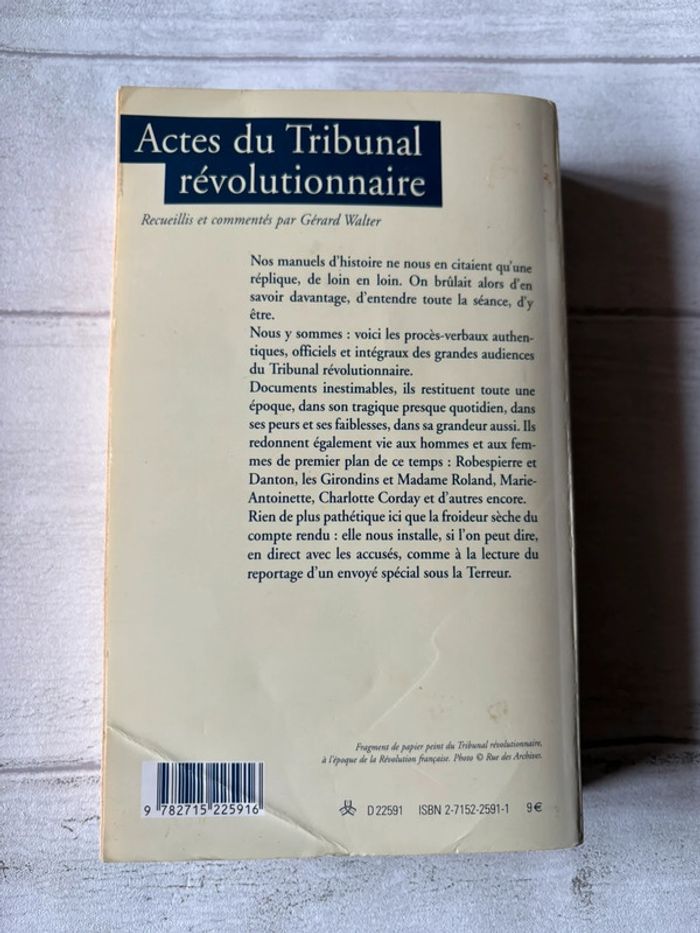 Actes du Tribunal
révolutionnaire
Recueillis et commentés par Gérard Walter
Nos manuels d'histoire ne nous en citaient qu'une
réplique, de loin en loin. On brûlait alors d'en
savoir davantage, d'entendre toute la séance, d'y
être.
Nous y sommes : voici les procès-verbaux authen-
tiques, officiels et intégraux des grandes audiences
du Tribunal révolutionnaire.
Documents inestimables, ils restituent toute une
époque, dans son tragique presque quotidien, dans
ses peurs et ses faiblesses, dans sa grandeur aussi. Ils
redonnent également vie aux hommes et aux fem-
mes de premier plan de ce temps : Robespierre et
Danton, les Girondins et Madame Roland, Marie-
Antoinette, Charlotte Corday et d'autres encore.
Rien de plus pathétique ici que la froideur sèche du
compte rendu : elle nous installe, si l'on peut dire,
en direct avec les accusés, comme à la lecture du
reportage d'un envoyé spécial sous la Terreur.
Fragment de papier peint du Tribunal révolutionnaire,
à l'époque de la Révolution française. Photo © Rue des Archives.
9 782715 225916
D 22591 ISBN 2-7152-2591-1 9 €